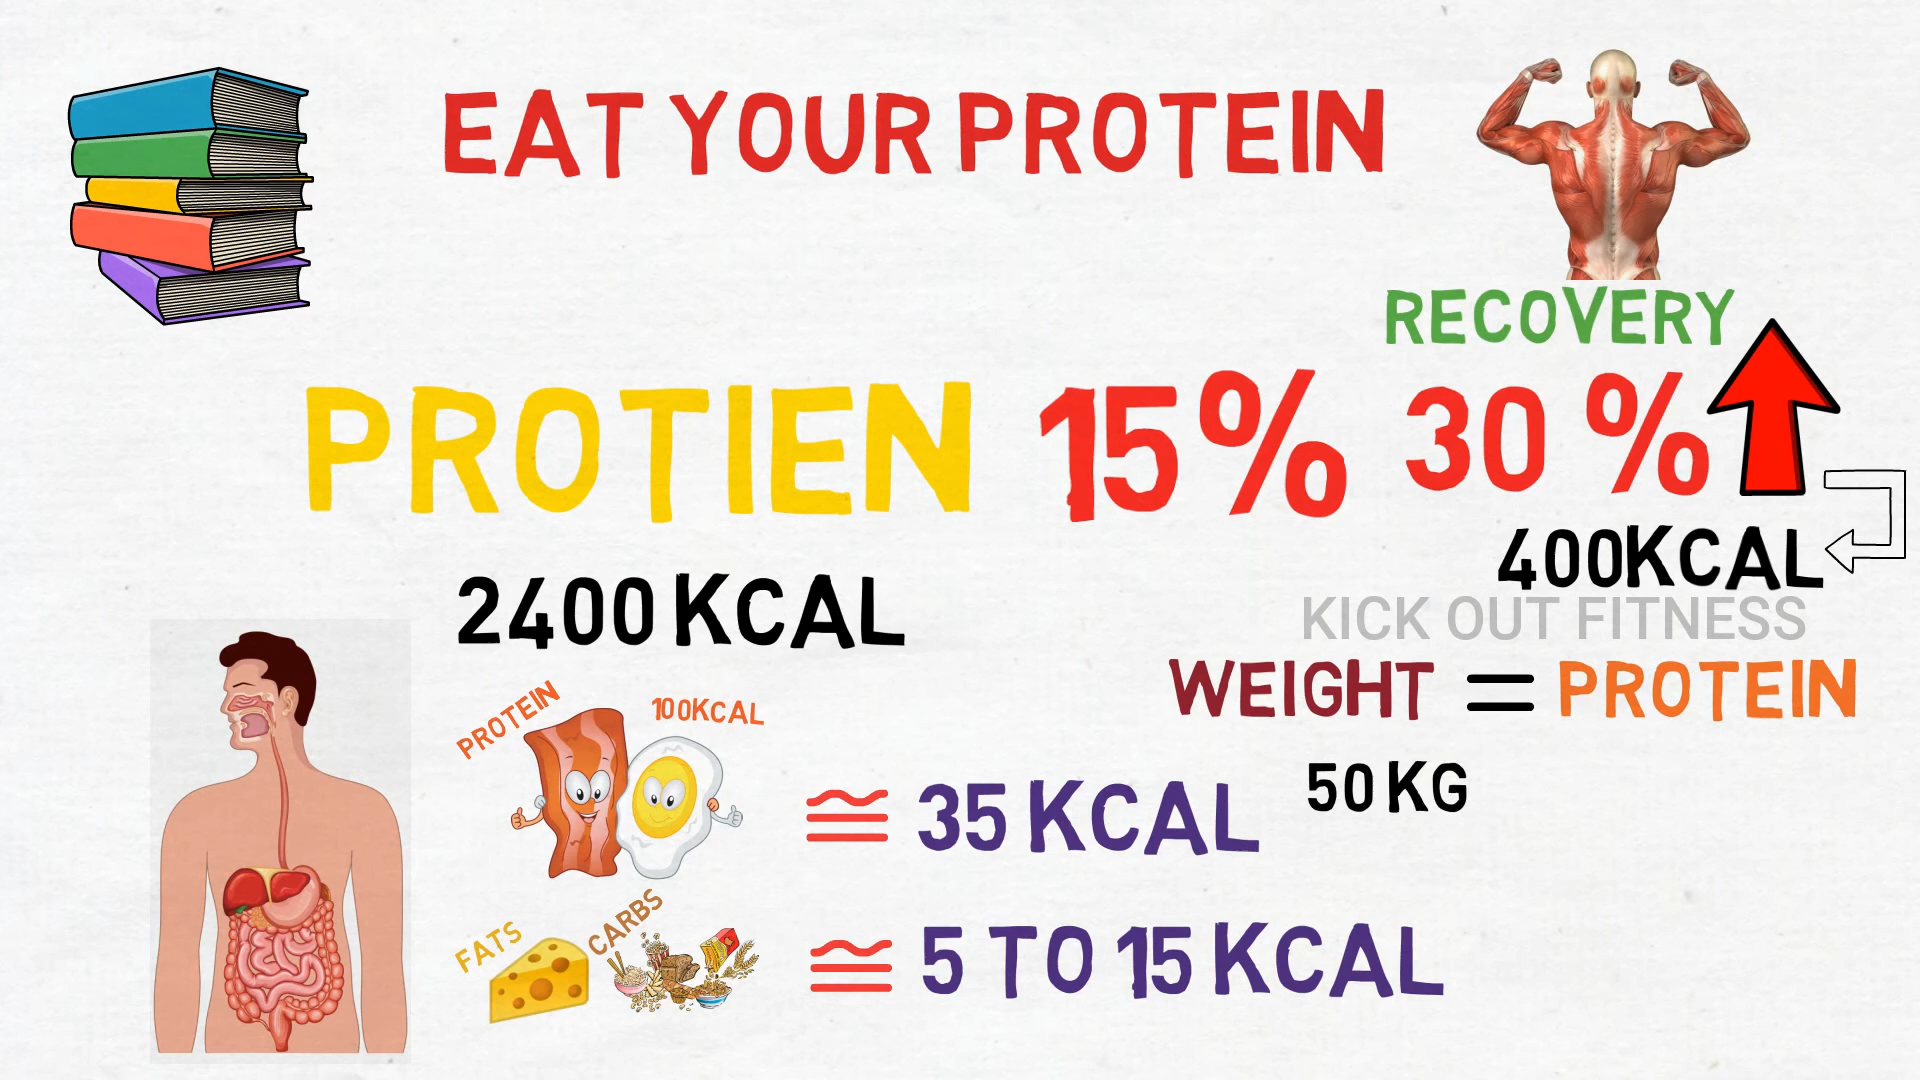 EAT YOUR PROTEIN
RECOVERY
PROTIEN 15% 30 %
400KCAL
2400 KCAL
KICK OUT FITNESS
WEIGHT = PROTEIN
50 KG
PROTEIN
100KCAL
≅ 35 KCAL
FATS
CARBS
≅ 5 TO 15 KCAL